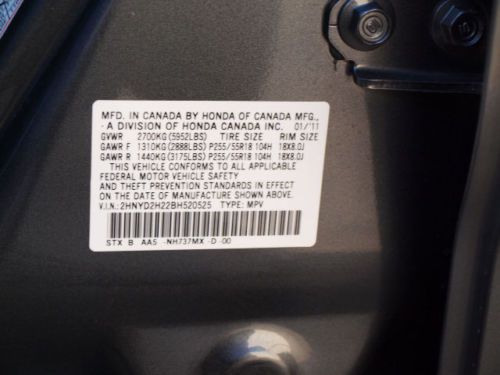 MFD. IN CANADA BY HONDA OF CANADA MFG.,
A DIVISION OF HONDA CANADA INC. 01/'11
GVWR 2700KG(5952LBS) TIRE SIZE RIM SIZE
GAWR F 1310KG(2888LBS) P255/55R18 104H 18X8.0J
GAWR R 1440KG(3175LBS) P255/55R18 104H 18X8.0J
THIS VEHICLE CONFORMS TO ALL APPLICABLE
FEDERAL MOTOR VEHICLE SAFETY
AND THEFT PREVENTION STANDARDS IN EFFECT
ON THE DATE OF MANUFACTURE SHOWN ABOVE.
V.I.N.:2HNYD2H22BH520525 TYPE: MPV
STX B AA5 -NH737MX -D -00